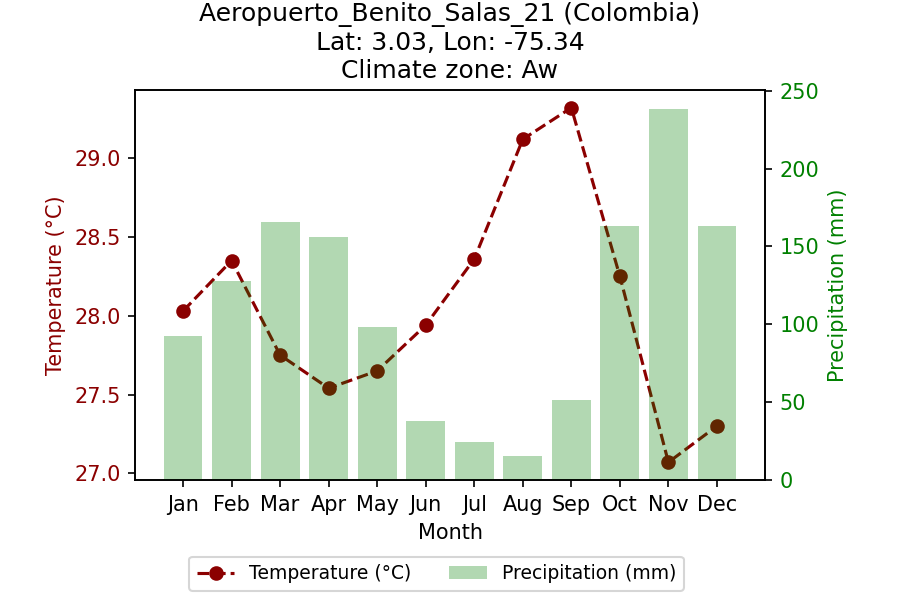 Aeropuerto_Benito_Salas_21 (Colombia)
Lat: 3.03, Lon: -75.34
Climate zone: Aw
Temperature (°C)
29.0
28.5
28.0
27.5
27.0
250
200
150
100
50
0
Precipitation (mm)
Jan Feb Mar Apr May Jun Jul Aug Sep Oct Nov Dec
Month
Temperature (°C) Precipitation (mm)